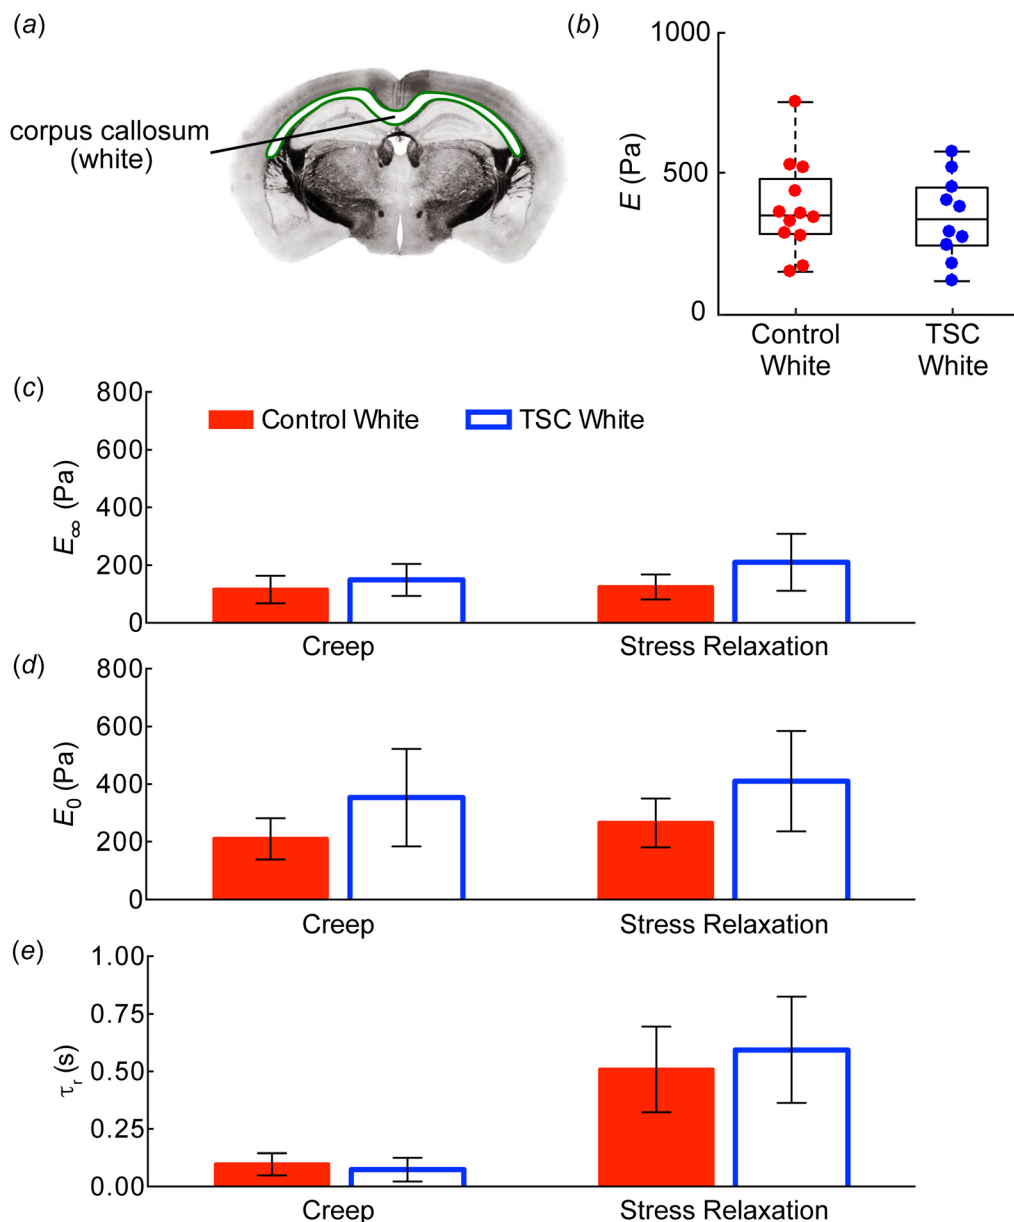 (a)
corpus callosum
(white)
(b)
1000
500
0
E (Pa)
Control
White
TSC
White
(c)
800
600
400
200
0
E∞ (Pa)
Control White
TSC White
Creep
Stress Relaxation
(d)
800
600
400
200
0
E0 (Pa)
Creep
Stress Relaxation
(e)
1.00
0.75
0.50
0.25
0.00
τr (s)
Creep
Stress Relaxation